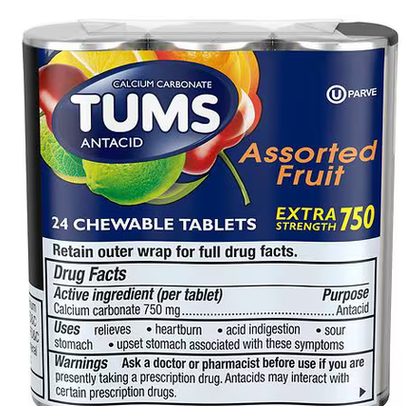 CALCIUM CARBONATE
TUMS
ANTACID
U PARVE
Assorted
Fruit
24 CHEWABLE TABLETS
EXTRA
STRENGTH 750
Retain outer wrap for full drug facts.
Drug Facts
Active ingredient (per tablet) Purpose
Calcium carbonate 750 mg..............................Antacid
Uses relieves • heartburn • acid indigestion • sour
stomach • upset stomach associated with these symptoms
Warnings Ask a doctor or pharmacist before use if you are
presently taking a prescription drug. Antacids may interact with
certain prescription drugs.